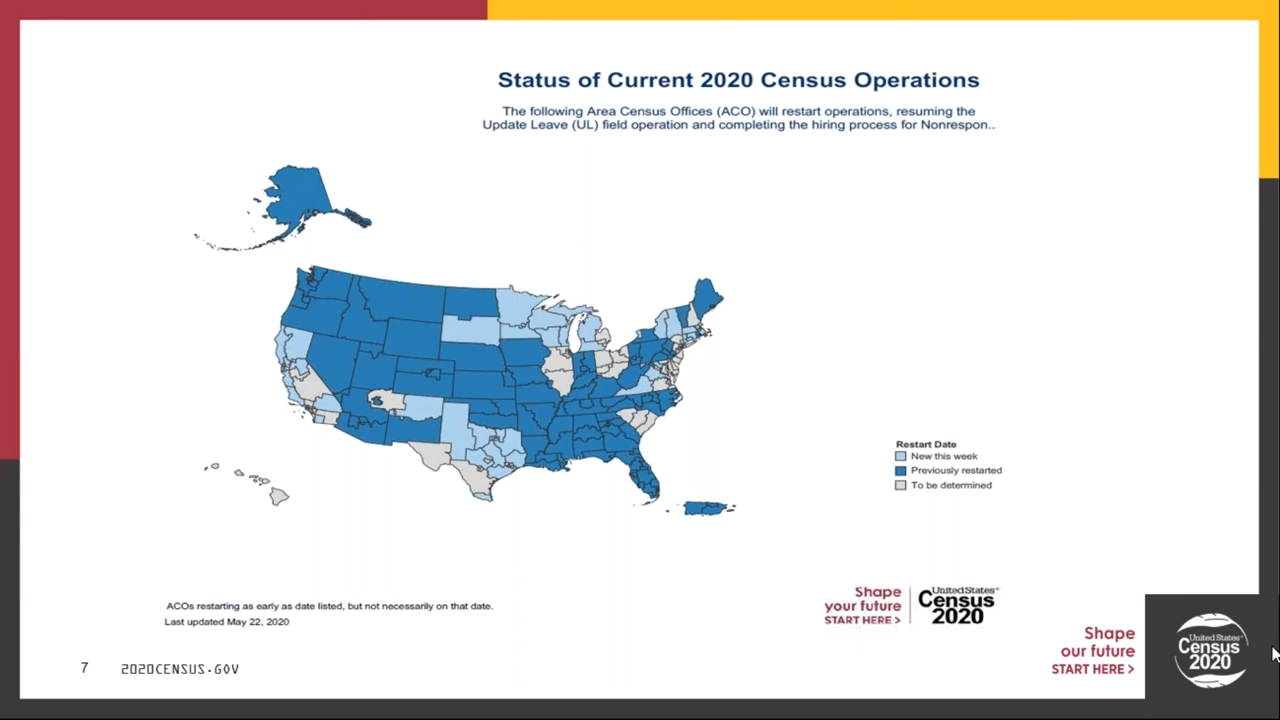 Status of Current 2020 Census Operations
The following Area Census Offices (ACO) will restart operations, resuming the
Update Leave (UL) field operation and completing the hiring process for Nonrespon..
Restart Date
New this week
Previously restarted
To be determined
ACOs restarting as early as date listed, but not necessarily on that date.
Last updated May 22, 2020
Shape
your future
START HERE >
United States™
Census
2020
Shape
our future
START HERE >
United States™
Census
2020
7
2020CENSUS.GOV